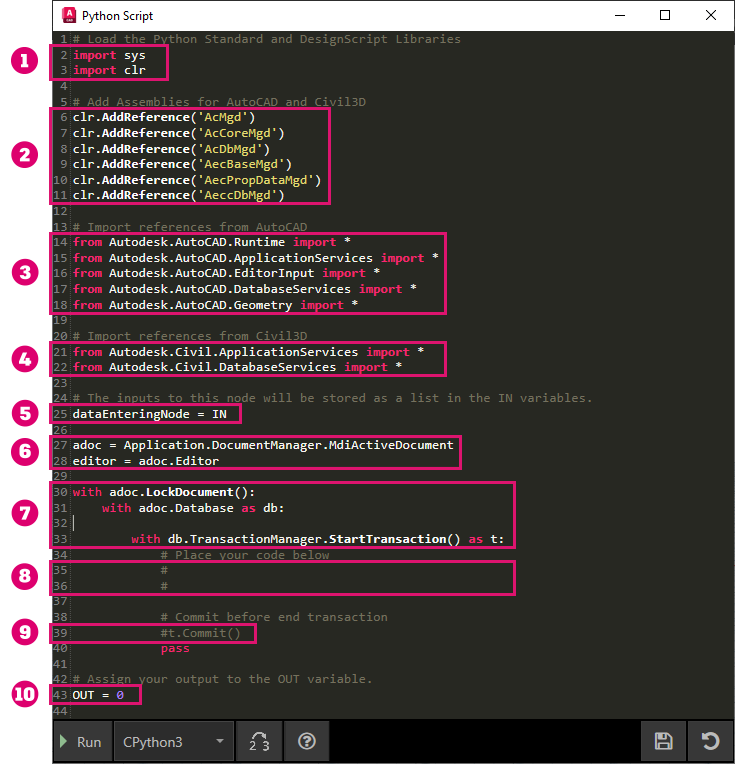 Python Script
1 # Load the Python Standard and DesignScript Libraries
1 2 import sys
3 import clr
4
5 # Add Assemblies for AutoCAD and Civil3D
6 clr.AddReference('AcMgd')
7 clr.AddReference('AcCoreMgd')
2 8 clr.AddReference('AcDbMgd')
9 clr.AddReference('AecBaseMgd')
10 clr.AddReference('AecPropDataMgd')
11 clr.AddReference('AeccDbMgd')
12
13 # Import references from AutoCAD
14 from Autodesk.AutoCAD.Runtime import *
15 from Autodesk.AutoCAD.ApplicationServices import *
3 16 from Autodesk.AutoCAD.EditorInput import *
17 from Autodesk.AutoCAD.DatabaseServices import *
18 from Autodesk.AutoCAD.Geometry import *
19
20 # Import references from Civil3D
4 21 from Autodesk.Civil.ApplicationServices import *
22 from Autodesk.Civil.DatabaseServices import *
23
24 # The inputs to this node will be stored as a list in the IN variables.
5 25 dataEnteringNode = IN
26
6 27 adoc = Application.DocumentManager.MdiActiveDocument
28 editor = adoc.Editor
29
30 with adoc.LockDocument():
7 31 with adoc.Database as db:
32
33 with db.TransactionManager.StartTransaction() as t:
34 # Place your code below
8 35 #
36 #
37
38 # Commit before end transaction
9 39 #t.Commit()
40 pass
41
42 # Assign your output to the OUT variable.
10 43 OUT = 0
44
Run CPython3 2 3 ?